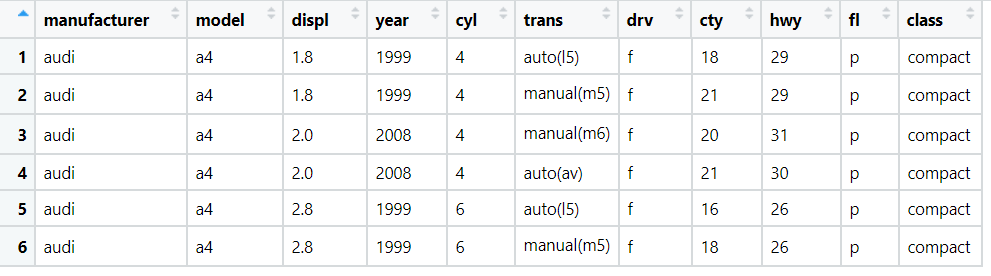 manufacturer model displ year cyl trans drv cty hwy fl class
1 audi a4 1.8 1999 4 auto(l5) f 18 29 p compact
2 audi a4 1.8 1999 4 manual(m5) f 21 29 p compact
3 audi a4 2.0 2008 4 manual(m6) f 20 31 p compact
4 audi a4 2.0 2008 4 auto(av) f 21 30 p compact
5 audi a4 2.8 1999 6 auto(l5) f 16 26 p compact
6 audi a4 2.8 1999 6 manual(m5) f 18 26 p compact